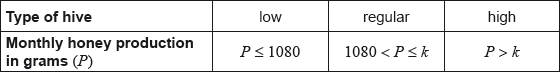 Type of hive low regular high
Monthly honey production
in grams (P) P ≤ 1080 1080 < P ≤ k P > k